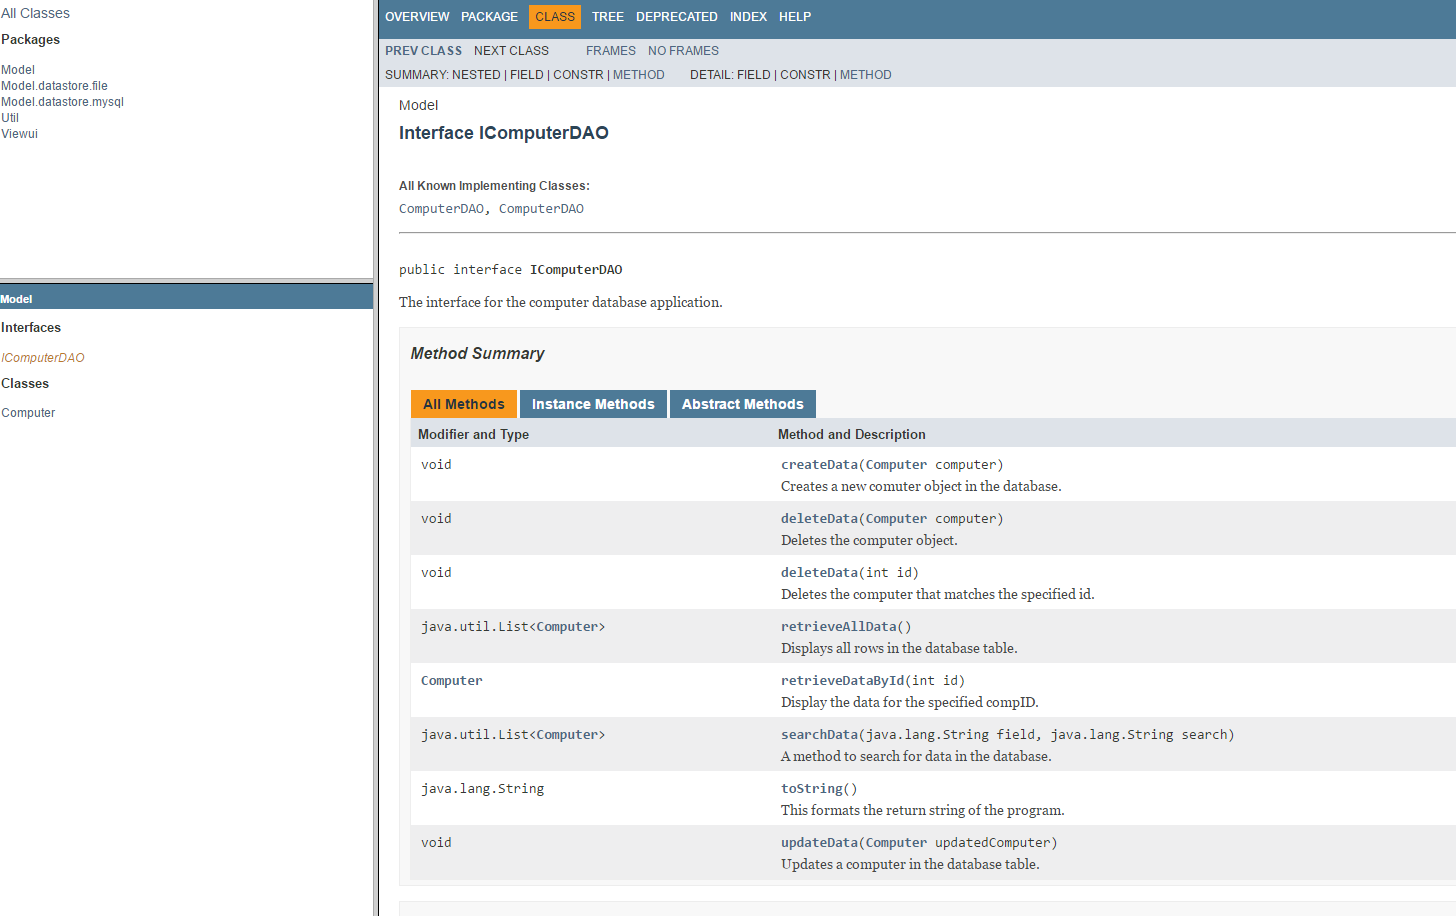 All Classes
Packages
Model
Model.datastore.file
Model.datastore.mysql
Util
Viewui
Model
Interfaces
IComputerDAO
Classes
Computer
OVERVIEW PACKAGE CLASS TREE DEPRECATED INDEX HELP
PREV CLASS NEXT CLASS FRAMES NO FRAMES
SUMMARY: NESTED | FIELD | CONSTR | METHOD DETAIL: FIELD | CONSTR | METHOD
Model
Interface IComputerDAO
All Known Implementing Classes:
ComputerDAO, ComputerDAO
public interface IComputerDAO
The interface for the computer database application.
Method Summary
All Methods Instance Methods Abstract Methods
Modifier and Type Method and Description
void createData(Computer computer)
Creates a new comuter object in the database.
void deleteData(Computer computer)
Deletes the computer object.
void deleteData(int id)
Deletes the computer that matches the specified id.
java.util.List<Computer> retrieveAllData()
Displays all rows in the database table.
Computer retrieveDataById(int id)
Display the data for the specified compID.
java.util.List<Computer> searchData(java.lang.String field, java.lang.String search)
A method to search for data in the database.
java.lang.String toString()
This formats the return string of the program.
void updateData(Computer updatedComputer)
Updates a computer in the database table.